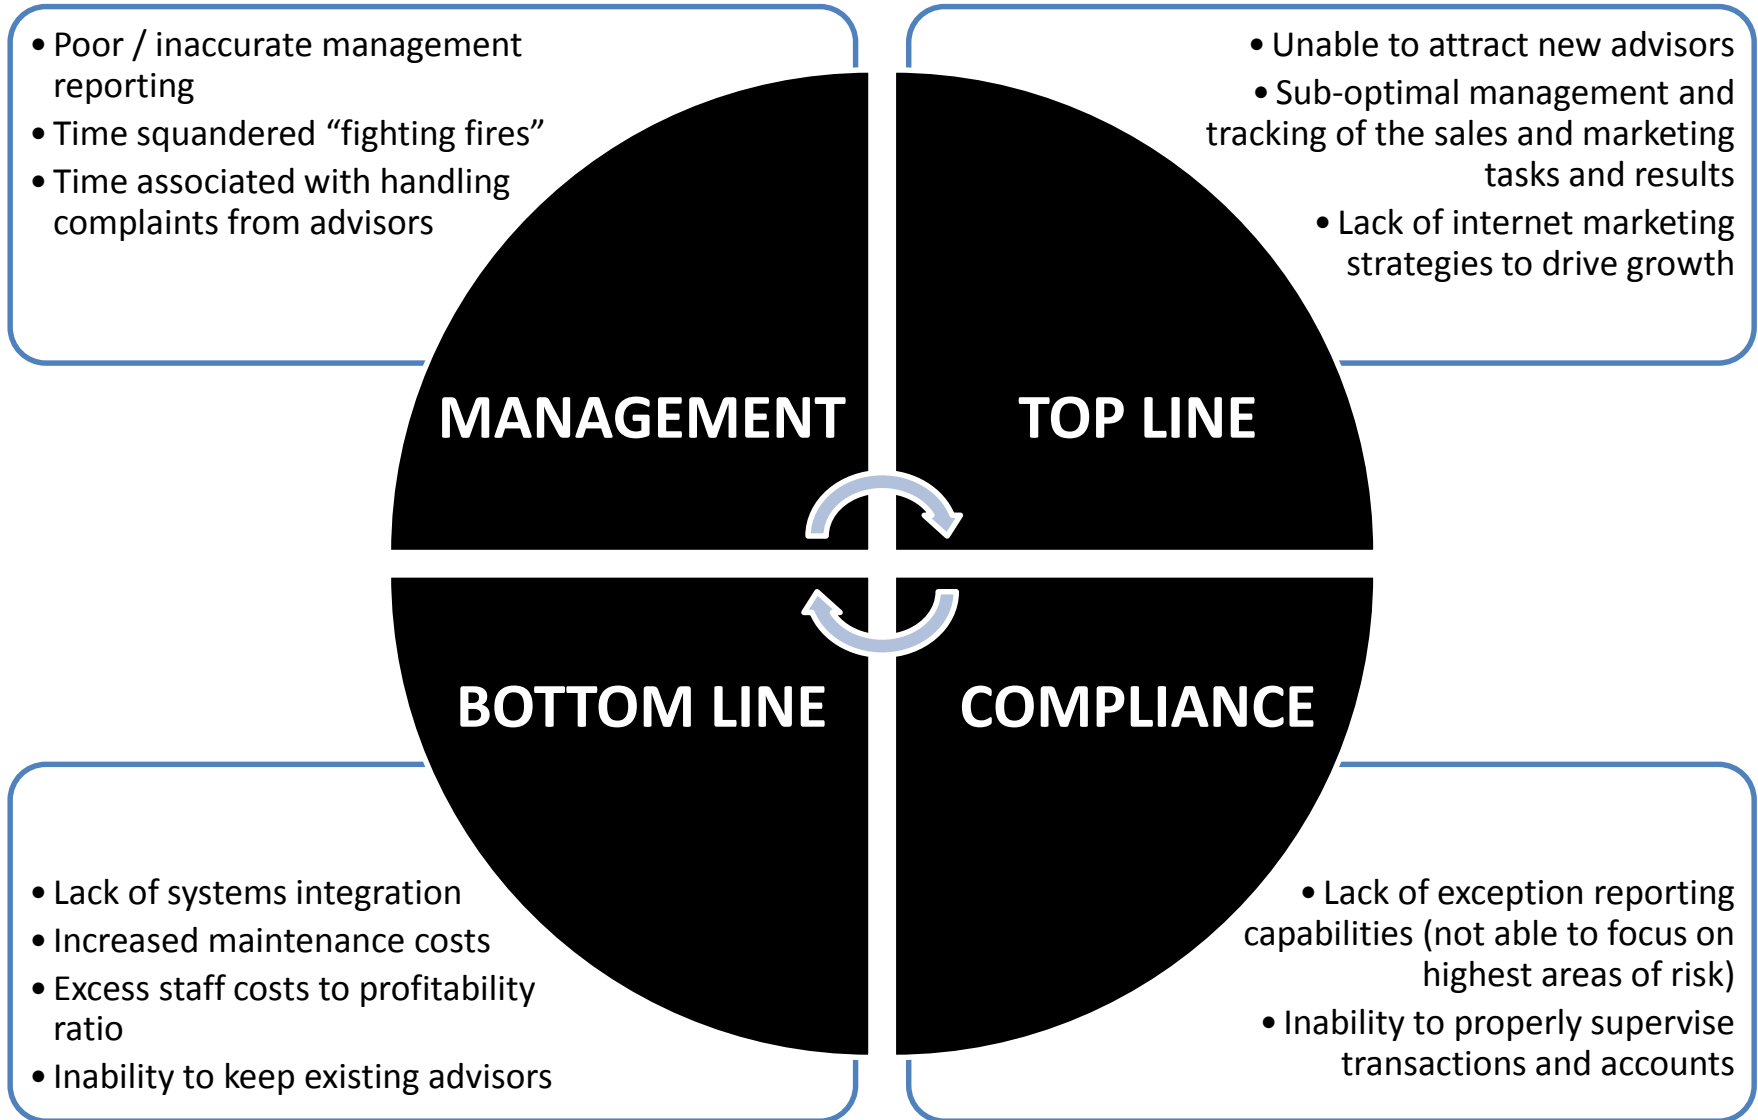 • Poor / inaccurate management
reporting
• Time squandered “fighting fires”
• Time associated with handling
complaints from advisors
• Unable to attract new advisors
• Sub-optimal management and
tracking of the sales and marketing
tasks and results
• Lack of internet marketing
strategies to drive growth
MANAGEMENT
TOP LINE
BOTTOM LINE
COMPLIANCE
• Lack of systems integration
• Increased maintenance costs
• Excess staff costs to profitability
ratio
• Inability to keep existing advisors
• Lack of exception reporting
capabilities (not able to focus on
highest areas of risk)
• Inability to properly supervise
transactions and accounts